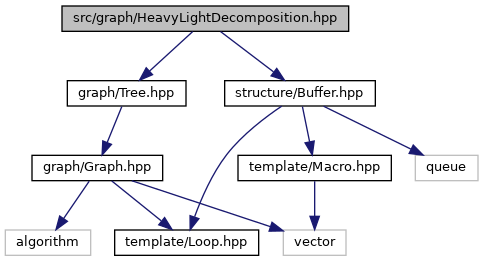 src/graph/HeavyLightDecomposition.hpp
graph/Tree.hpp
structure/Buffer.hpp
graph/Graph.hpp
template/Macro.hpp
queue
algorithm
template/Loop.hpp
vector